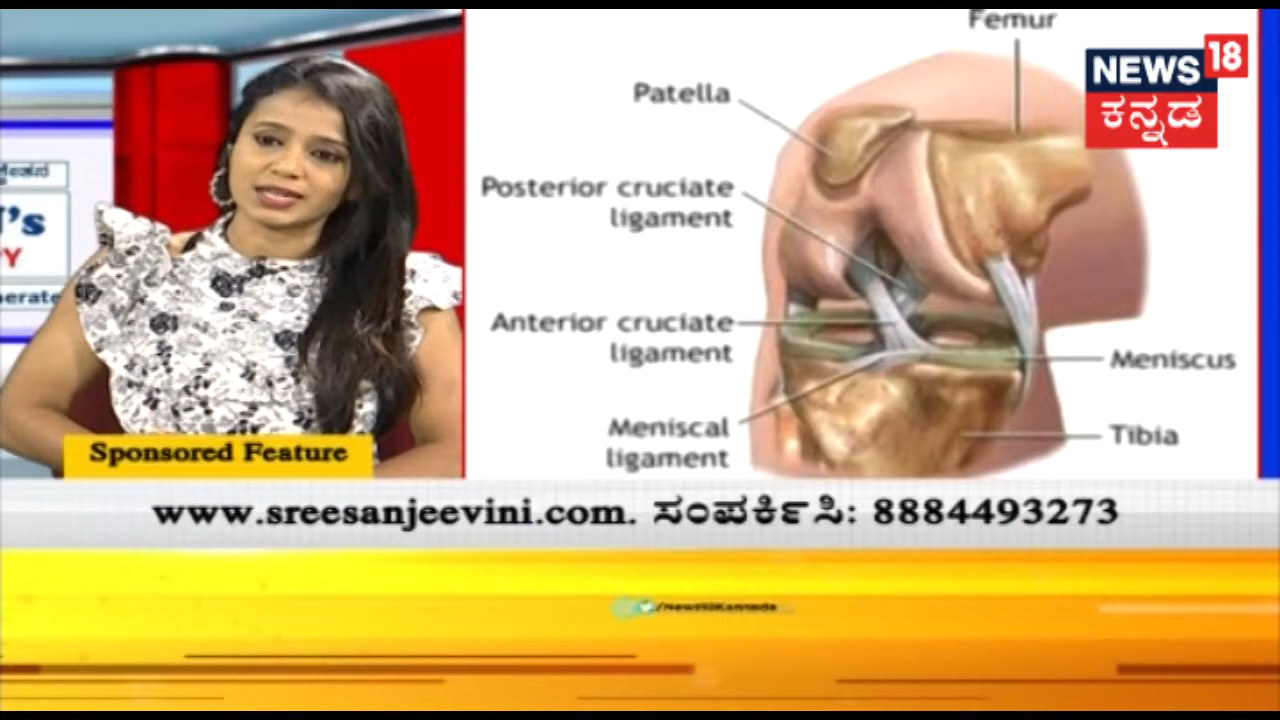 Femur
NEWS
18
ಕನ್ನಡ
Patella
Posterior cruciate
ligament
Anterior cruciate
ligament
Meniscus
Meniscal
ligament
Tibia
Sponsored Feature
www.sreesanjeevini.com. ಸಂಪರ್ಕಿಸಿ: 8884493273
/News18Kannada